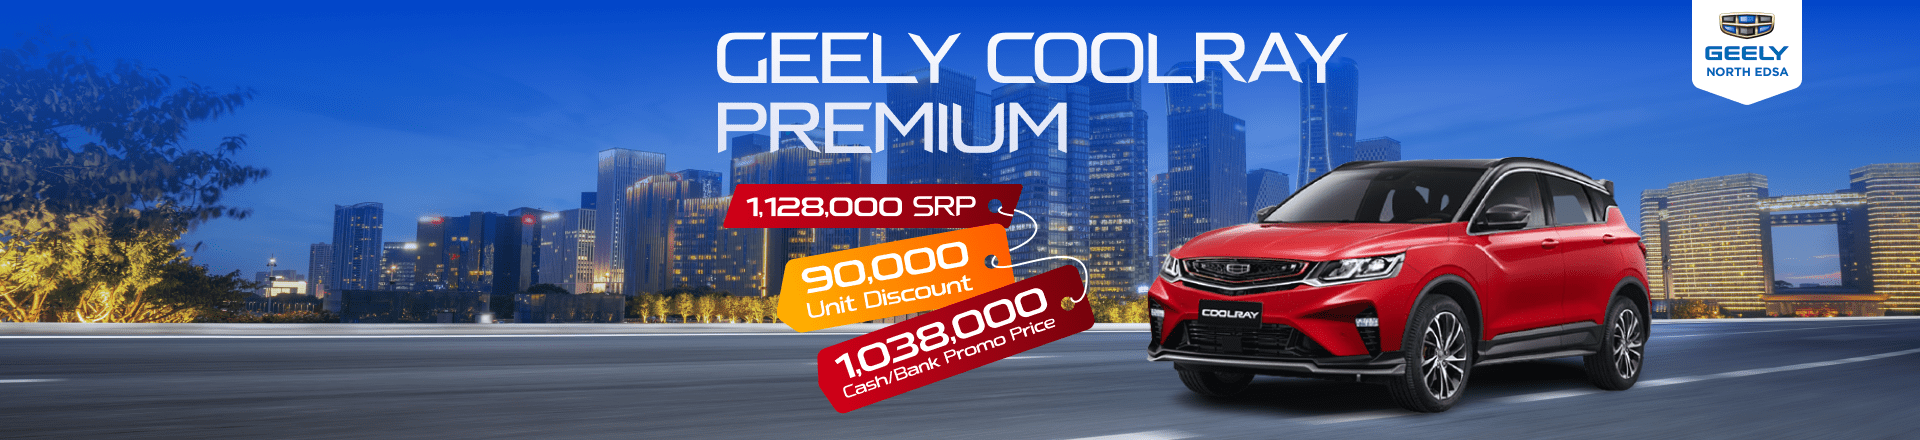 GEELY COOLRAY
PREMIUM
1,128,000 SRP
90,000
Unit Discount
1,038,000
Cash/Bank Promo Price
GEELY
NORTH EDSA
COOLRAY